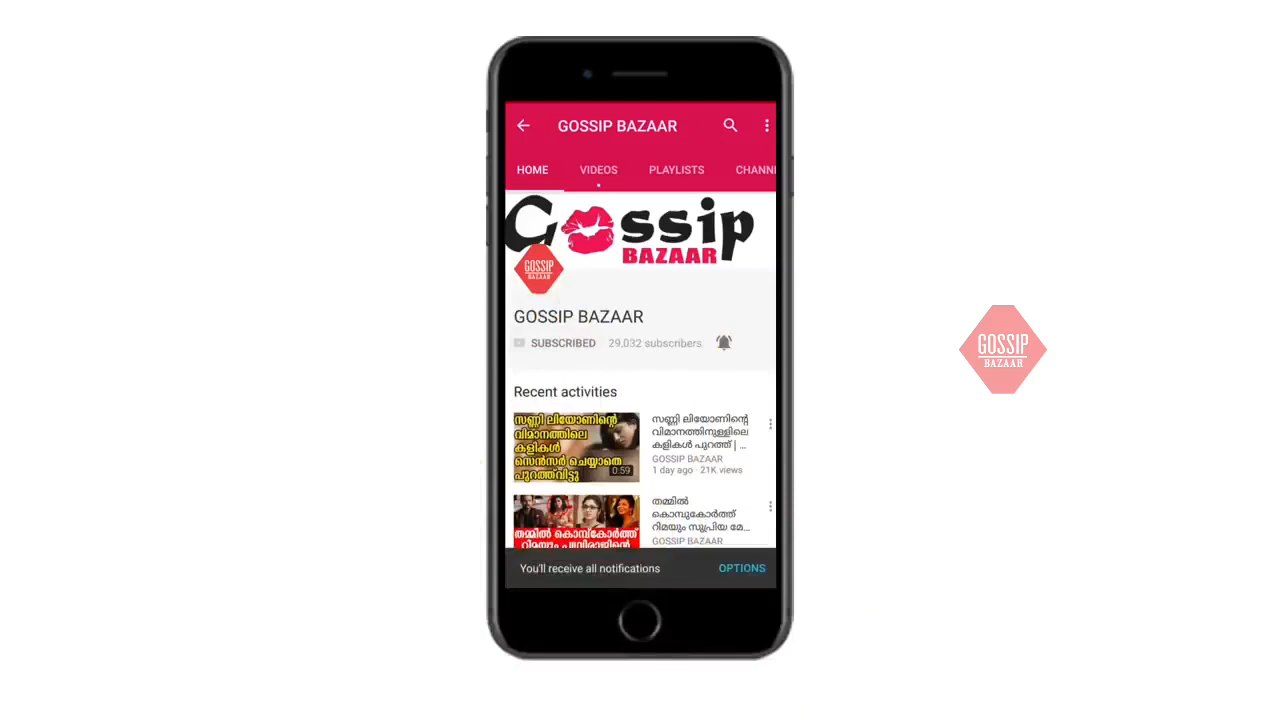 GOSSIP BAZAAR
HOME VIDEOS PLAYLISTS CHANNI
Gossip
BAZAAR
GOSSIP
BAZAAR
GOSSIP BAZAAR
SUBSCRIBED 29,032 subscribers
Recent activities
സണ്ണി ലിയോണിന്റെ
വിമാനത്തിലെ
കളികൾ
സെൻസർ ചെയ്യാതെ
പുറത്ത്‌വിട്ടു
0:59
സണ്ണി ലിയോണിന്റെ
വിമാനത്തിനുള്ളിലെ
കളികൾ പുറത്ത് | ...
GOSSIP BAZAAR
1 day ago · 21K views
തമ്മിൽ കൊമ്പ്കോർത്ത്
റിമയും
തമ്മിൽ
കൊമ്പുകോർത്ത്
റിമയും സുപ്രിയ മേ...
GOSSIP BAZAAR
You'll receive all notifications OPTIONS
GOSSIP
BAZAAR